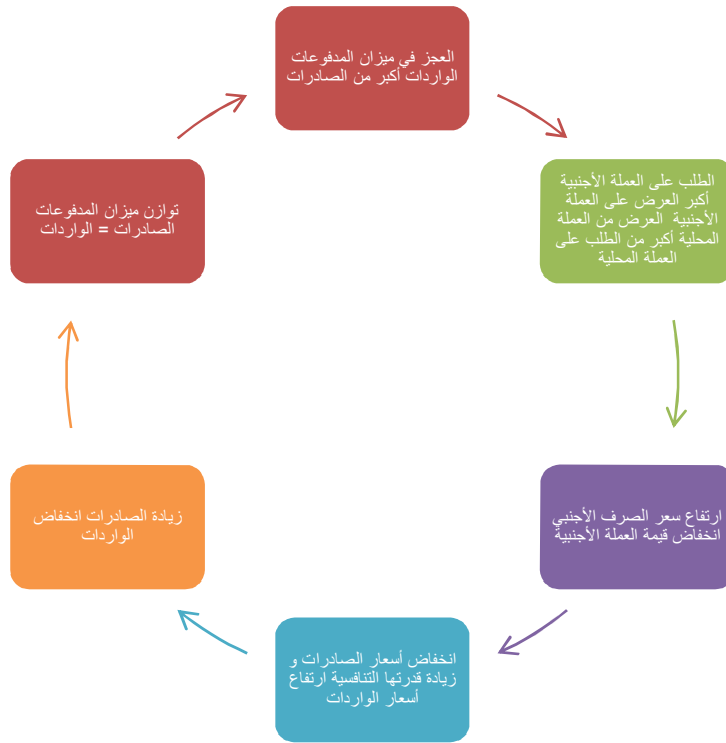 العجز في ميزان المدفوعات
الواردات أكبر من الصادرات
الطلب على العملة الأجنبية
أكبر العرض على العملة
الأجنبية العرض من العملة
المحلية أكبر من الطلب على
العملة المحلية
ارتفاع سعر الصرف الأجنبي
انخفاض قيمة العملة الأجنبية
انخفاض أسعار الصادرات و
زيادة قدرتها التنافسية ارتفاع
أسعار الواردات
زيادة الصادرات انخفاض
الواردات
توازن ميزان المدفوعات
الصادرات = الواردات